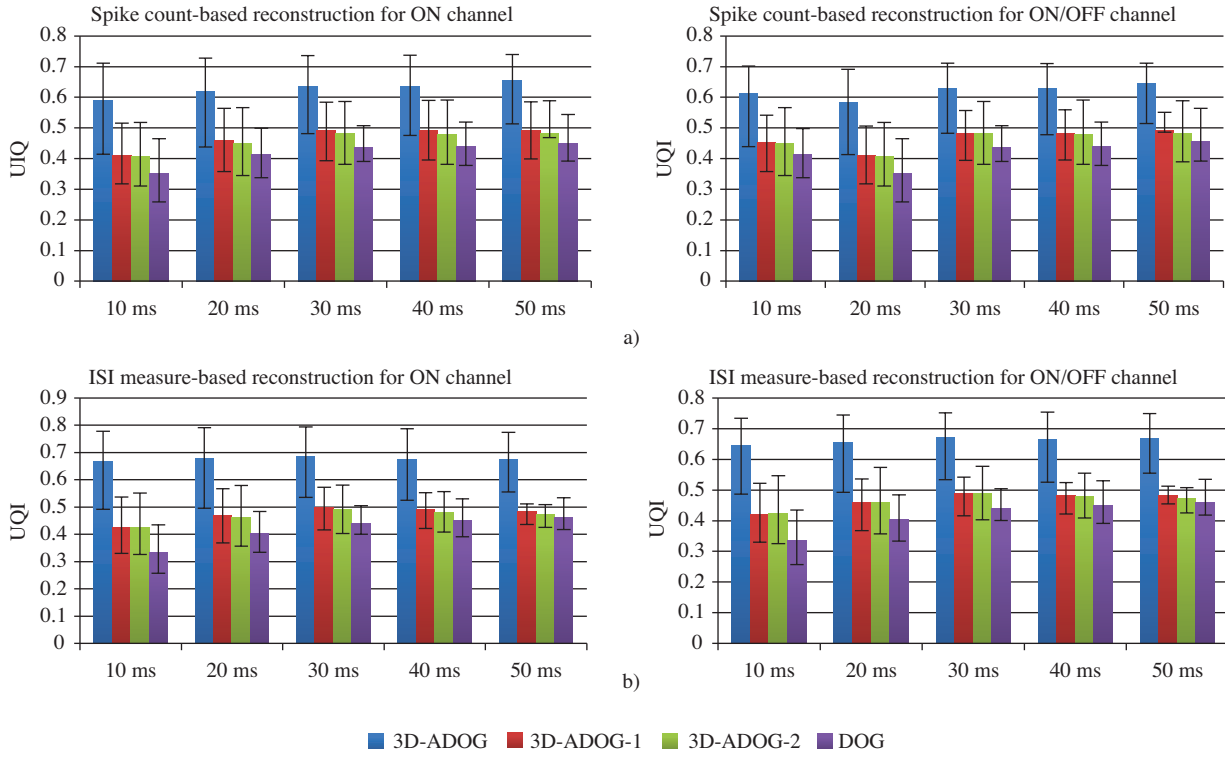 Spike count-based reconstruction for ON channel
0.8
0.7
0.6
0.5
0.4
0.3
0.2
0.1
0
UIQ
10 ms 20 ms 30 ms 40 ms 50 ms
Spike count-based reconstruction for ON/OFF channel
0.8
0.7
0.6
0.5
0.4
0.3
0.2
0.1
0
UQI
10 ms 20 ms 30 ms 40 ms 50 ms
a)
ISI measure-based reconstruction for ON channel
0.9
0.8
0.7
0.6
0.5
0.4
0.3
0.2
0.1
0
UQI
10 ms 20 ms 30 ms 40 ms 50 ms
ISI measure-based reconstruction for ON/OFF channel
0.8
0.7
0.6
0.5
0.4
0.3
0.2
0.1
0
UQI
10 ms 20 ms 30 ms 40 ms 50 ms
b)
3D-ADOG 3D-ADOG-1 3D-ADOG-2 DOG